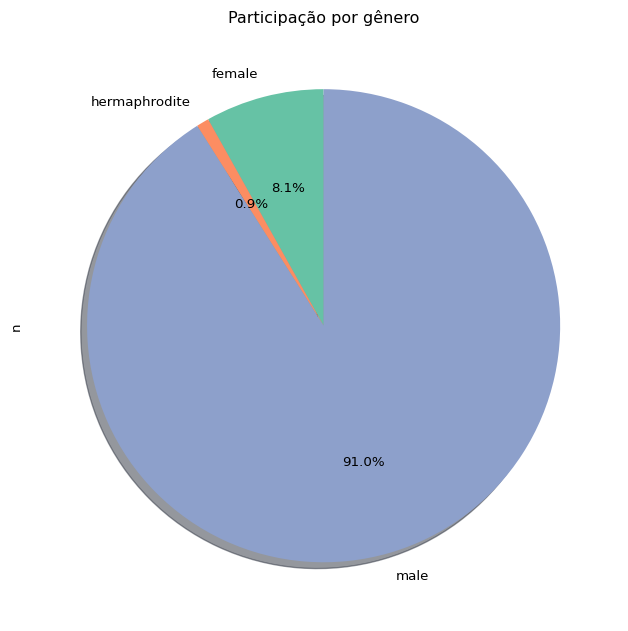 Participação por gênero
female
hermaphrodite
8.1%
0.9%
n
91.0%
male